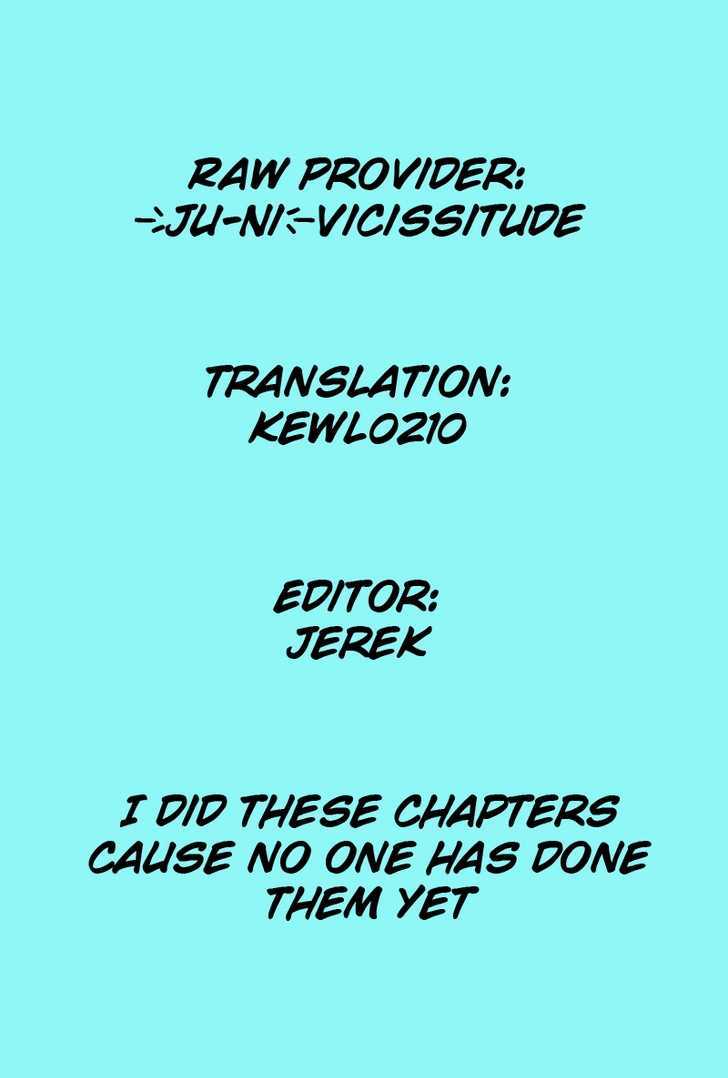 RAW PROVIDER:
-:JU-NI:-VICISSITUDE
TRANSLATION:
KEWL0210
EDITOR:
JEREK
I DID THESE CHAPTERS
CAUSE NO ONE HAS DONE
THEM YET